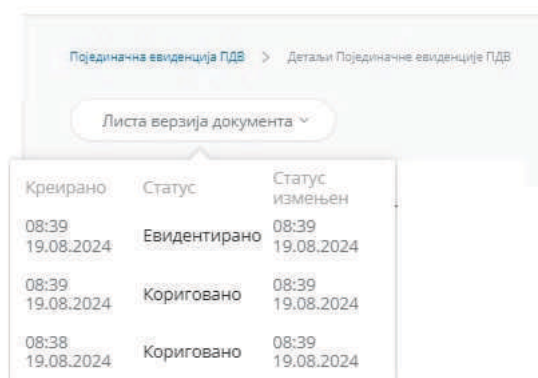 Појединачна евиденција ПДВ > Детаљи Појединачне евиденције ПДВ
Листа верзија документа
Креирано Статус Статус измењен
08:39 19.08.2024 Евидентирано 08:39 19.08.2024
08:39 19.08.2024 Кориговано 08:39 19.08.2024
08:38 19.08.2024 Кориговано 08:39 19.08.2024